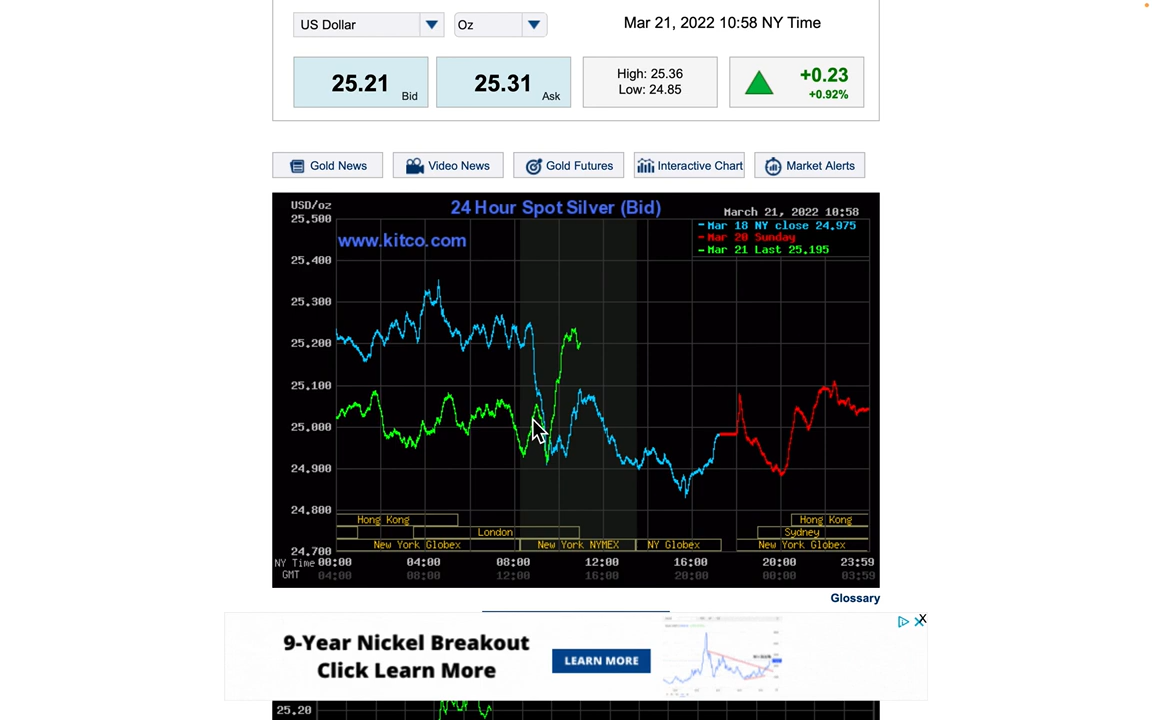 US Dollar
Oz
Mar 21, 2022 10:58 NY Time
25.21 Bid
25.31 Ask
High: 25.36
Low: 24.85
+0.23
+0.92%
Gold News
Video News
Gold Futures
Interactive Chart
Market Alerts
USD/oz
24 Hour Spot Silver (Bid)
March 21, 2022 10:58
www.kitco.com
Mar 18 NY close 24.975
Mar 20 Sunday
Mar 21 Last 25.195
25.500
25.400
25.300
25.200
25.100
25.000
24.900
24.800
24.700
Hong Kong
Hong Kong
London
Sydney
New York Globex
New York NYMEX
NY Globex
New York Globex
NY Time 00:00 04:00 08:00 12:00 16:00 20:00 23:59
GMT 04:00 08:00 12:00 16:00 20:00 00:00 03:59
Glossary
9-Year Nickel Breakout
Click Learn More
LEARN MORE
X
25.20